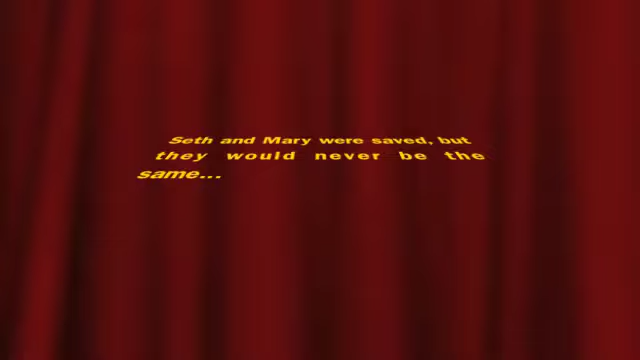 Seth and Mary were saved, but
they would never be the
same...